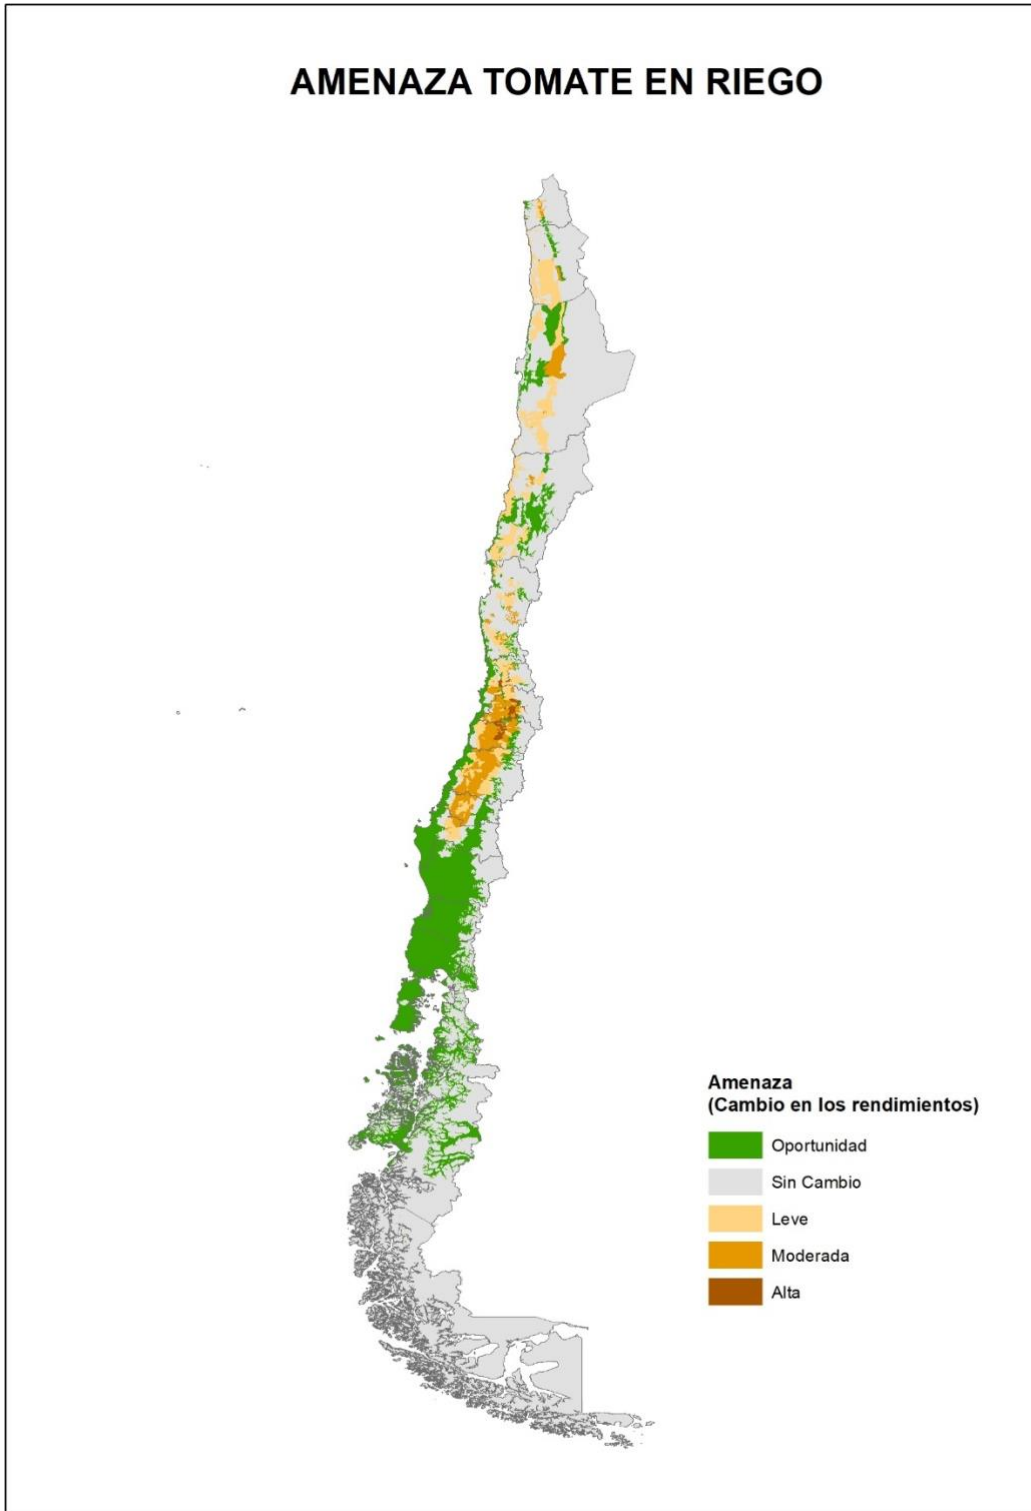 AMENAZA TOMATE EN RIEGO
Amenaza
(Cambio en los rendimientos)
Oportunidad
Sin Cambio
Leve
Moderada
Alta